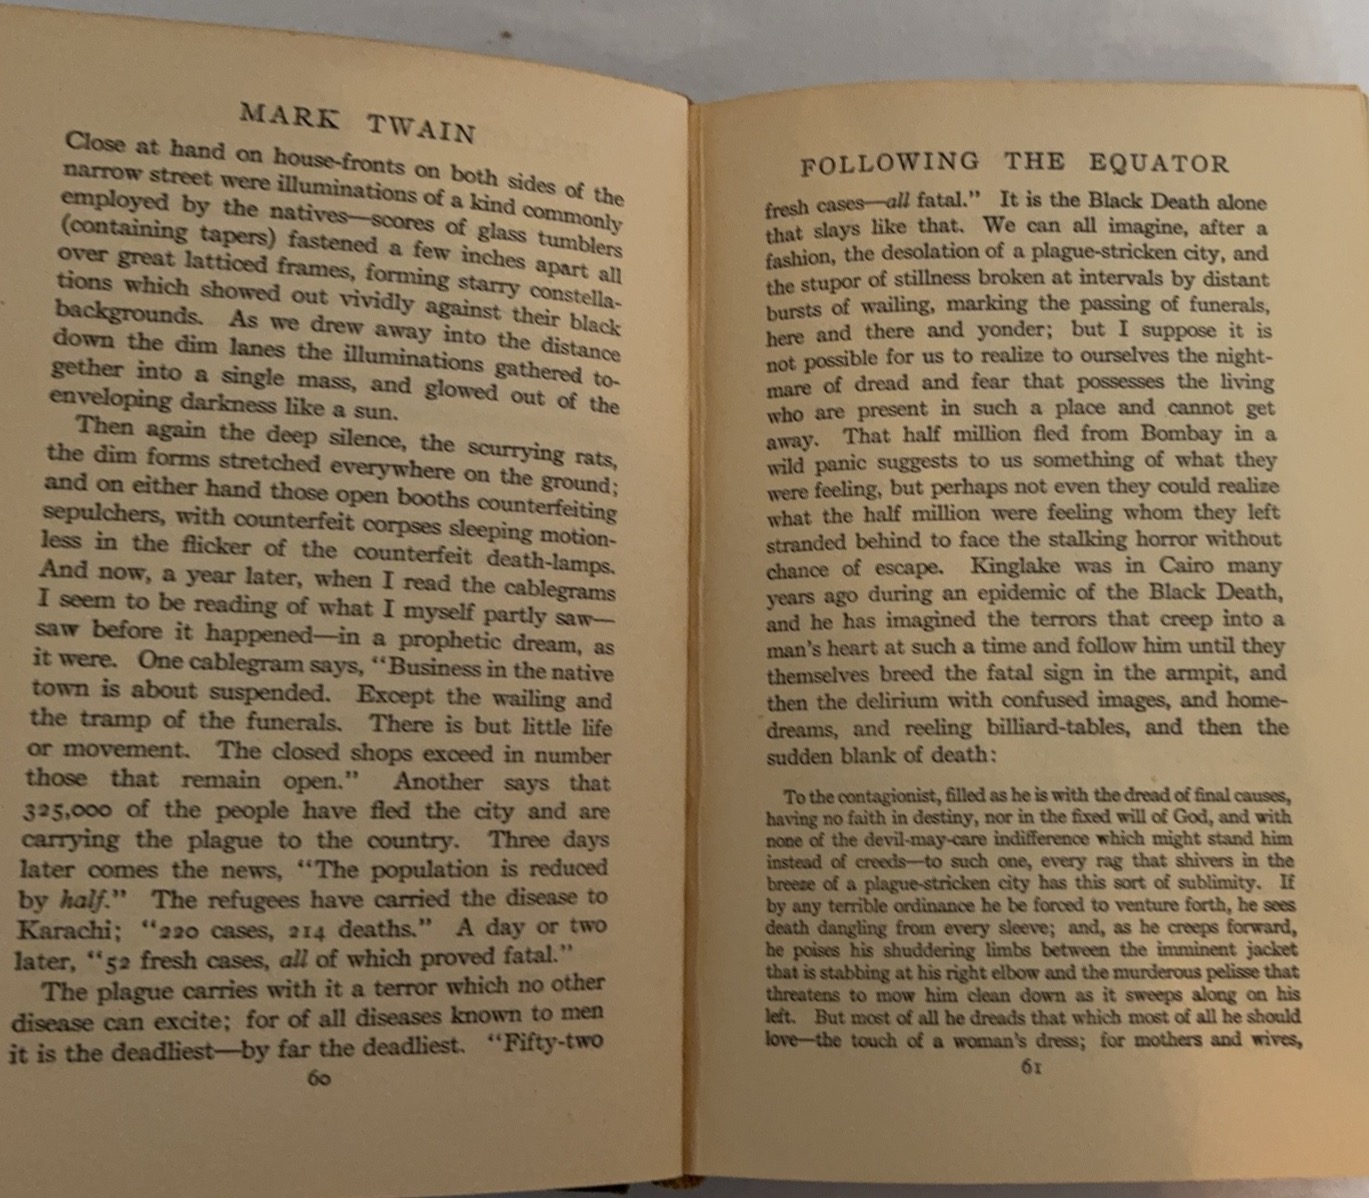 MARK TWAIN
Close at hand on house-fronts on both sides of the
narrow street were illuminations of a kind commonly
employed by the natives—scores of glass tumblers
(containing tapers) fastened a few inches apart all
over great latticed frames, forming starry constella-
tions which showed out vividly against their black
backgrounds. As we drew away into the distance
down the dim lanes the illuminations gathered to-
gether into a single mass, and glowed out of the
enveloping darkness like a sun.
Then again the deep silence, the scurrying rats,
the dim forms stretched everywhere on the ground;
and on either hand those open booths counterfeiting
sepulchers, with counterfeit corpses sleeping motion-
less in the flicker of the counterfeit death-lamps.
And now, a year later, when I read the cablegrams
I seem to be reading of what I myself partly saw—
saw before it happened—in a prophetic dream, as
it were. One cablegram says, "Business in the native
town is about suspended. Except the wailing and
the tramp of the funerals. There is but little life
or movement. The closed shops exceed in number
those that remain open." Another says that
325,000 of the people have fled the city and are
carrying the plague to the country. Three days
later comes the news, "The population is reduced
by half." The refugees have carried the disease to
Karachi; "220 cases, 214 deaths." A day or two
later, "52 fresh cases, all of which proved fatal."
The plague carries with it a terror which no other
disease can excite; for of all diseases known to men
it is the deadliest—by far the deadliest. "Fifty-two
60
FOLLOWING THE EQUATOR
fresh cases—all fatal." It is the Black Death alone
that slays like that. We can all imagine, after a
fashion, the desolation of a plague-stricken city, and
the stupor of stillness broken at intervals by distant
bursts of wailing, marking the passing of funerals,
here and there and yonder; but I suppose it is
not possible for us to realize to ourselves the night-
mare of dread and fear that possesses the living
who are present in such a place and cannot get
away. That half million fled from Bombay in a
wild panic suggests to us something of what they
were feeling, but perhaps not even they could realize
what the half million were feeling whom they left
stranded behind to face the stalking horror without
chance of escape. Kinglake was in Cairo many
years ago during an epidemic of the Black Death,
and he has imagined the terrors that creep into a
man's heart at such a time and follow him until they
themselves breed the fatal sign in the armpit, and
then the delirium with confused images, and home-
dreams, and reeling billiard-tables, and then the
sudden blank of death:
To the contagionist, filled as he is with the dread of final causes,
having no faith in destiny, nor in the fixed will of God, and with
none of the devil-may-care indifference which might stand him
instead of creeds—to such one, every rag that shivers in the
breeze of a plague-stricken city has this sort of sublimity. If
by any terrible ordinance he be forced to venture forth, he sees
death dangling from every sleeve; and, as he creeps forward,
he poises his shuddering limbs between the imminent jacket
that is stabbing at his right elbow and the murderous pelisse that
threatens to mow him clean down as it sweeps along on his
left. But most of all he dreads that which most of all he should
love—the touch of a woman's dress; for mothers and wives,
61